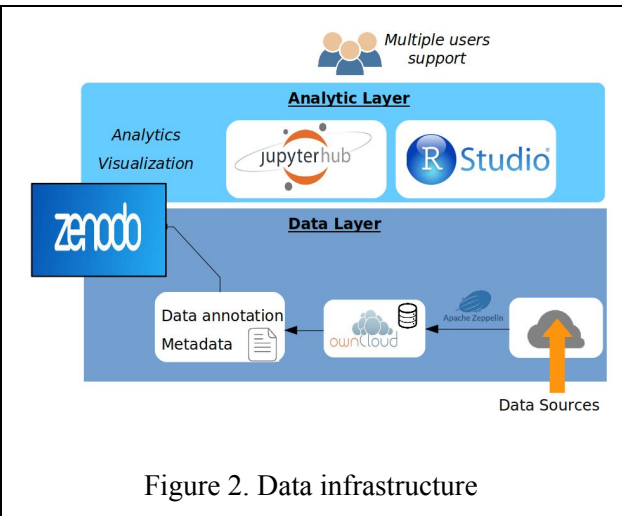 Multiple users
support
Analytic Layer
Analytics
Visualization
jupyterhub
R Studio®
zenodo
Data Layer
Data annotation
Metadata
ownCloud
Apache Zeppelin
Data Sources
Figure 2. Data infrastructure